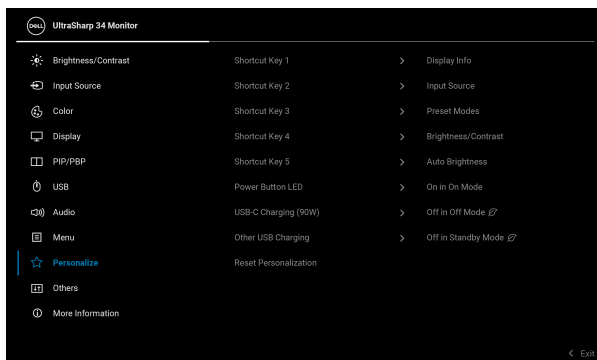 DELL UltraSharp 34 Monitor
Brightness/Contrast Shortcut Key 1 > Display Info
Input Source Shortcut Key 2 > Input Source
Color Shortcut Key 3 > Preset Modes
Display Shortcut Key 4 > Brightness/Contrast
PIP/PBP Shortcut Key 5 > Auto Brightness
USB Power Button LED > On in On Mode
Audio USB-C Charging (90W) > Off in Off Mode
Menu Other USB Charging > Off in Standby Mode
Personalize Reset Personalization
Others
More Information
< Exit